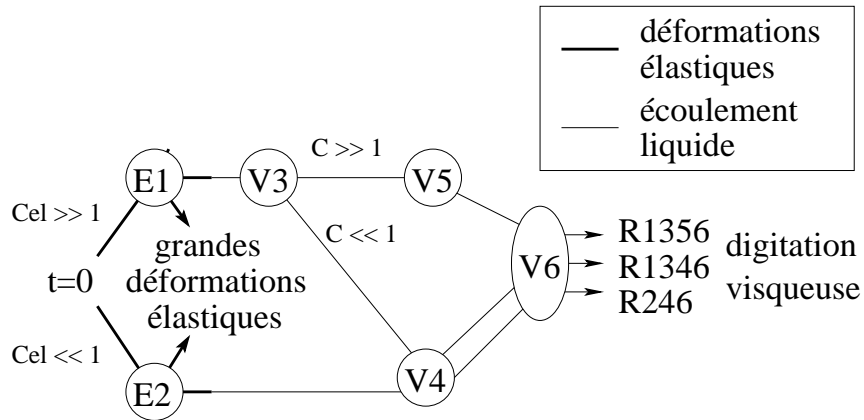 déformations
élastiques
écoulement
liquide
C >> 1
E1
V3
V5
Cel >> 1
C << 1
grandes
déformations
élastiques
t=0
V6
R1356
R1346
R246
digitation
visqueuse
Cel << 1
E2
V4